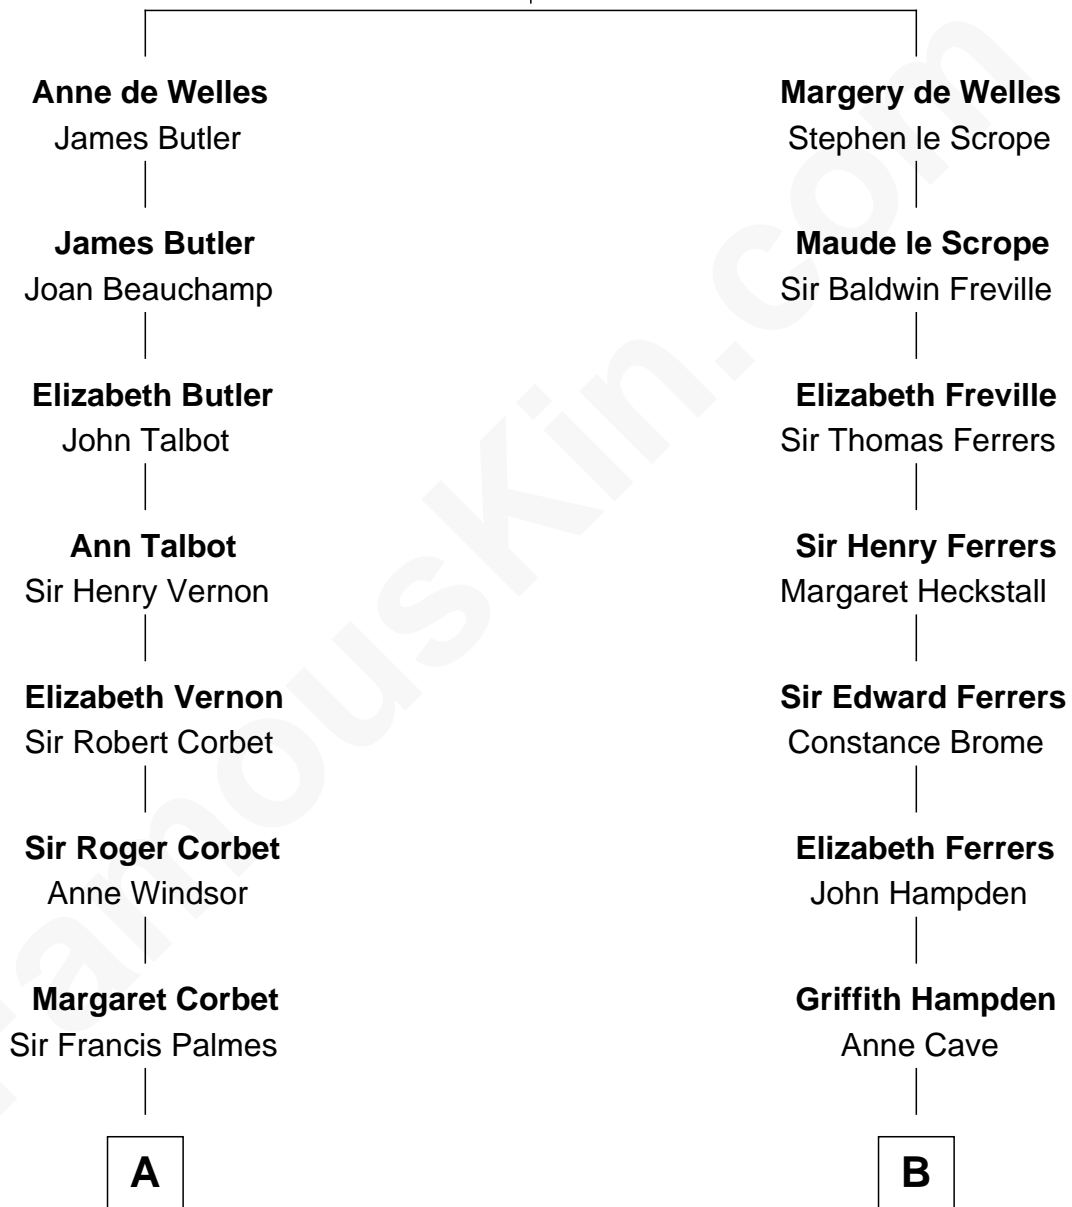 Anne de Welles
James Butler
James Butler
Joan Beauchamp
Elizabeth Butler
John Talbot
Ann Talbot
Sir Henry Vernon
Elizabeth Vernon
Sir Robert Corbet
Sir Roger Corbet
Anne Windsor
Margaret Corbet
Sir Francis Palmes
A
Margery de Welles
Stephen le Scrope
Maude le Scrope
Sir Baldwin Freville
Elizabeth Freville
Sir Thomas Ferrers
Sir Henry Ferrers
Margaret Heckstall
Sir Edward Ferrers
Constance Brome
Elizabeth Ferrers
John Hampden
Griffith Hampden
Anne Cave
B
FamousKin.com